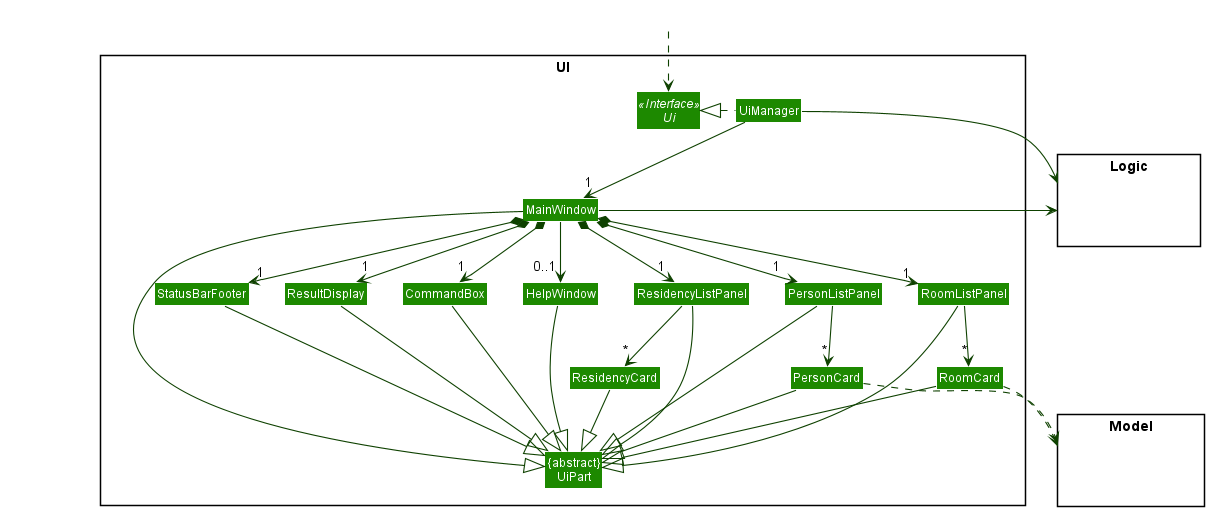 UI
«Interface»
Ui
UiManager
Logic
1
MainWindow
1
1
1
0..1
1
1
1
StatusBarFooter
ResultDisplay
CommandBox
HelpWindow
ResidencyListPanel
PersonListPanel
RoomListPanel
*
*
*
ResidencyCard
PersonCard
RoomCard
Model
{abstract}
UiPart